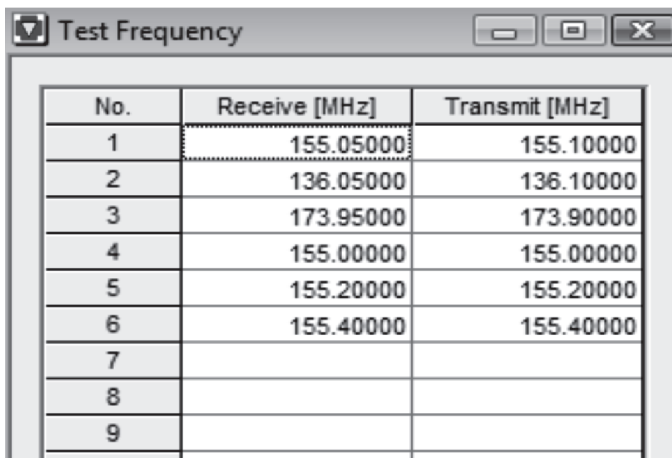 Test Frequency
No. Receive [MHz] Transmit [MHz]
1 155.05000 155.10000
2 136.05000 136.10000
3 173.95000 173.90000
4 155.00000 155.00000
5 155.20000 155.20000
6 155.40000 155.40000
7
8
9